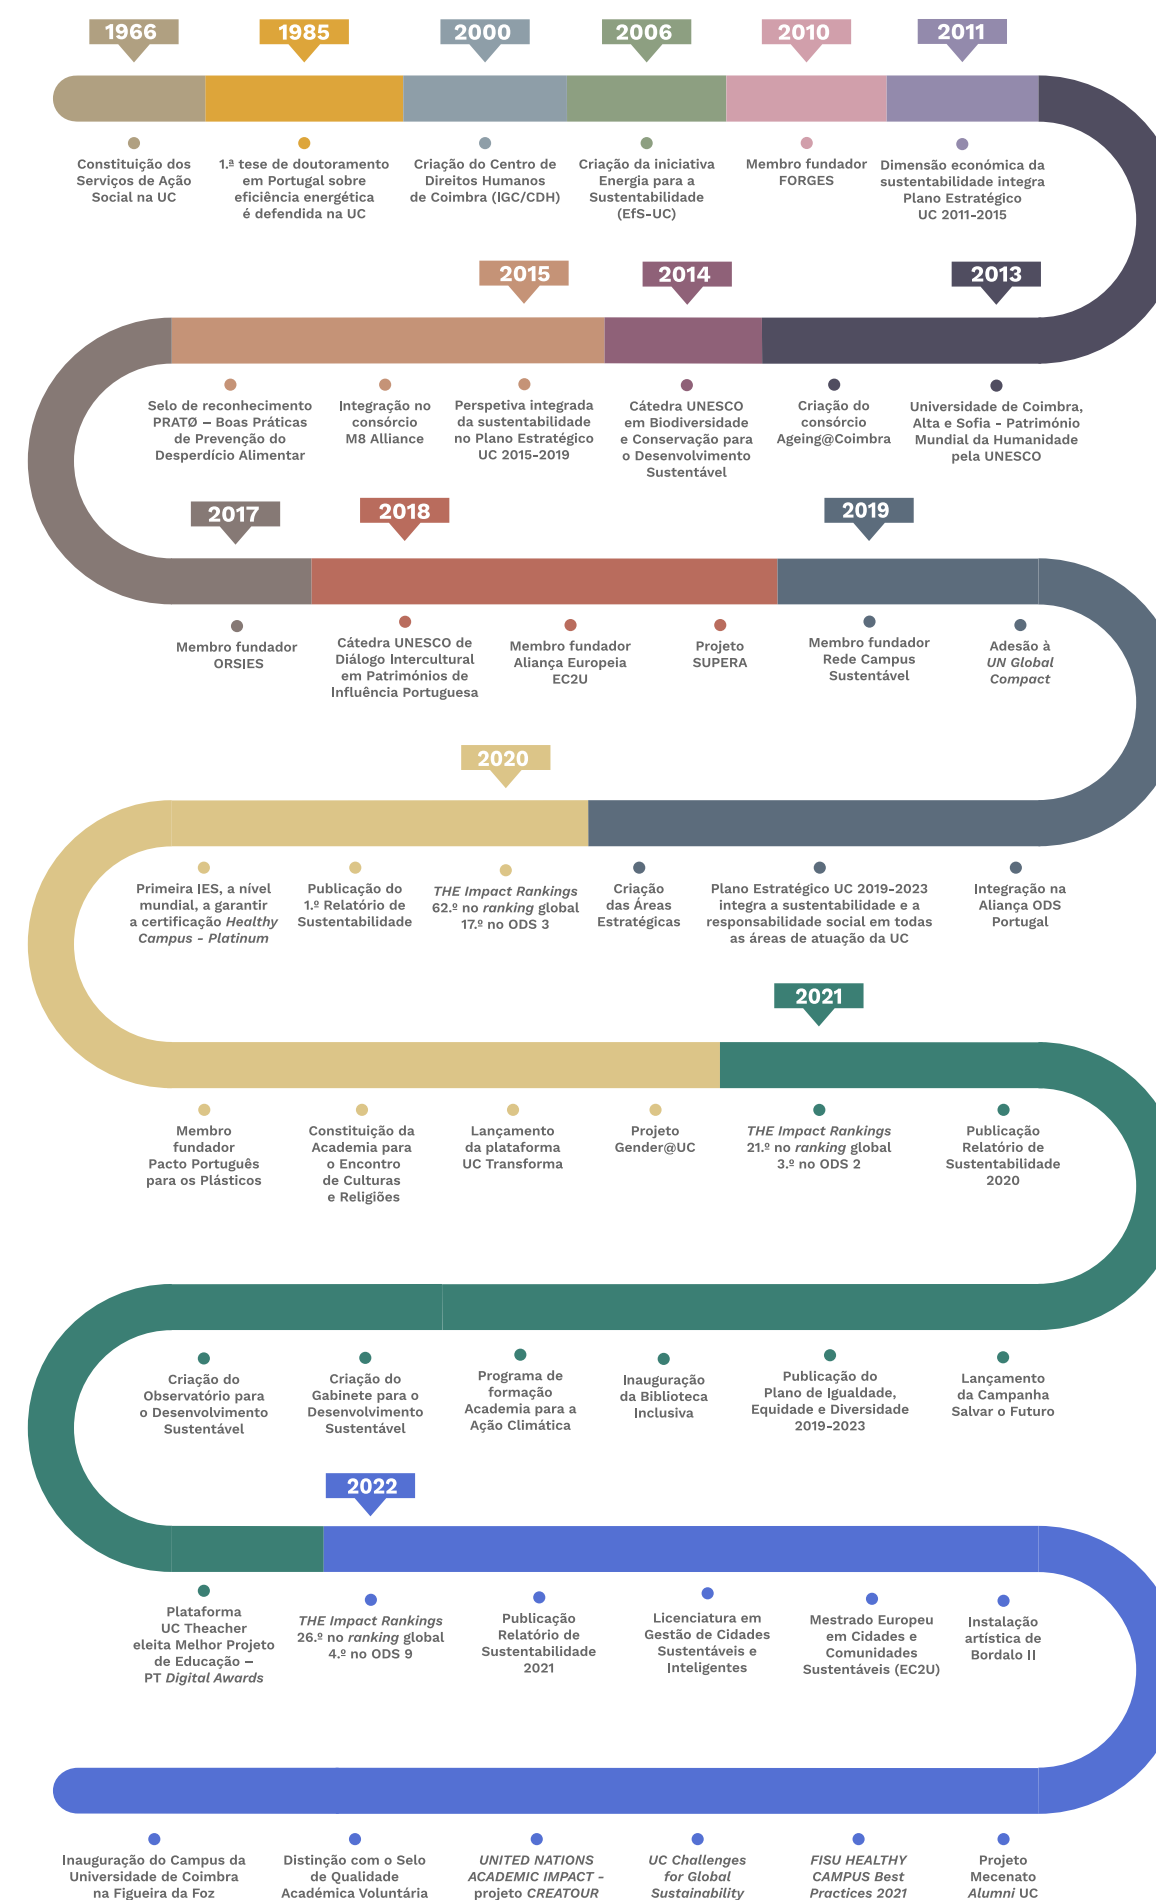 1966
1985
2000
2006
2010
2011
Constituição dos
Serviços de Ação
Social na UC
1.ª tese de doutoramento
em Portugal sobre
eficiência energética
é defendida na UC
Criação do Centro de
Direitos Humanos
de Coimbra (IGC/CDH)
Criação da iniciativa
Energia para a
Sustentabilidade
(EfS-UC)
Membro fundador
FORGES
Dimensão económica da
sustentabilidade integra
Plano Estratégico
UC 2011-2015
2015
2014
2013
Selo de reconhecimento
PRATØ – Boas Práticas
de Prevenção do
Desperdício Alimentar
Integração no
consórcio
M8 Alliance
Perspetiva integrada
da sustentabilidade
no Plano Estratégico
UC 2015-2019
Cátedra UNESCO
em Biodiversidade
e Conservação para
o Desenvolvimento
Sustentável
Criação do
consórcio
Ageing@Coimbra
Universidade de Coimbra,
Alta e Sofia - Património
Mundial da Humanidade
pela UNESCO
2017
2018
2019
Membro fundador
ORSIES
Cátedra UNESCO de
Diálogo Intercultural
em Patrimónios de
Influência Portuguesa
Membro fundador
Aliança Europeia
EC2U
Projeto
SUPERA
Membro fundador
Rede Campus
Sustentável
Adesão à
UN Global
Compact
2020
Primeira IES, a nível
mundial, a garantir
a certificação Healthy
Campus - Platinum
Publicação do
1.º Relatório de
Sustentabilidade
THE Impact Rankings
62.º no ranking global
17.º no ODS 3
Criação
das Áreas
Estratégicas
Plano Estratégico UC 2019-2023
integra a sustentabilidade e a
responsabilidade social em todas
as áreas de atuação da UC
Integração na
Aliança ODS
Portugal
2021
Membro
fundador
Pacto Português
para os Plásticos
Constituição da
Academia para
o Encontro
de Culturas
e Religiões
Lançamento
da plataforma
UC Transforma
Projeto
Gender@UC
THE Impact Rankings
21.º no ranking global
3.º no ODS 2
Publicação
Relatório de
Sustentabilidade
2020
Criação do
Observatório para
o Desenvolvimento
Sustentável
Criação do
Gabinete para o
Desenvolvimento
Sustentável
Programa de
formação
Academia para a
Ação Climática
Inauguração
da Biblioteca
Inclusiva
Publicação do
Plano de Igualdade,
Equidade e Diversidade
2019-2023
Lançamento
da Campanha
Salvar o Futuro
2022
Plataforma
UC Theacher
eleita Melhor Projeto
de Educação –
PT Digital Awards
THE Impact Rankings
26.º no ranking global
4.º no ODS 9
Publicação
Relatório de
Sustentabilidade
2021
Licenciatura em
Gestão de Cidades
Sustentáveis e
Inteligentes
Mestrado Europeu
em Cidades e
Comunidades
Sustentáveis (EC2U)
Instalação
artística de
Bordalo II
Inauguração do Campus da
Universidade de Coimbra
na Figueira da Foz
Distinção com o Selo
de Qualidade
Académica Voluntária
UNITED NATIONS
ACADEMIC IMPACT -
projeto CREATOUR
UC Challenges
for Global
Sustainability
FISU HEALTHY
CAMPUS Best
Practices 2021
Projeto
Mecenato
Alumni UC